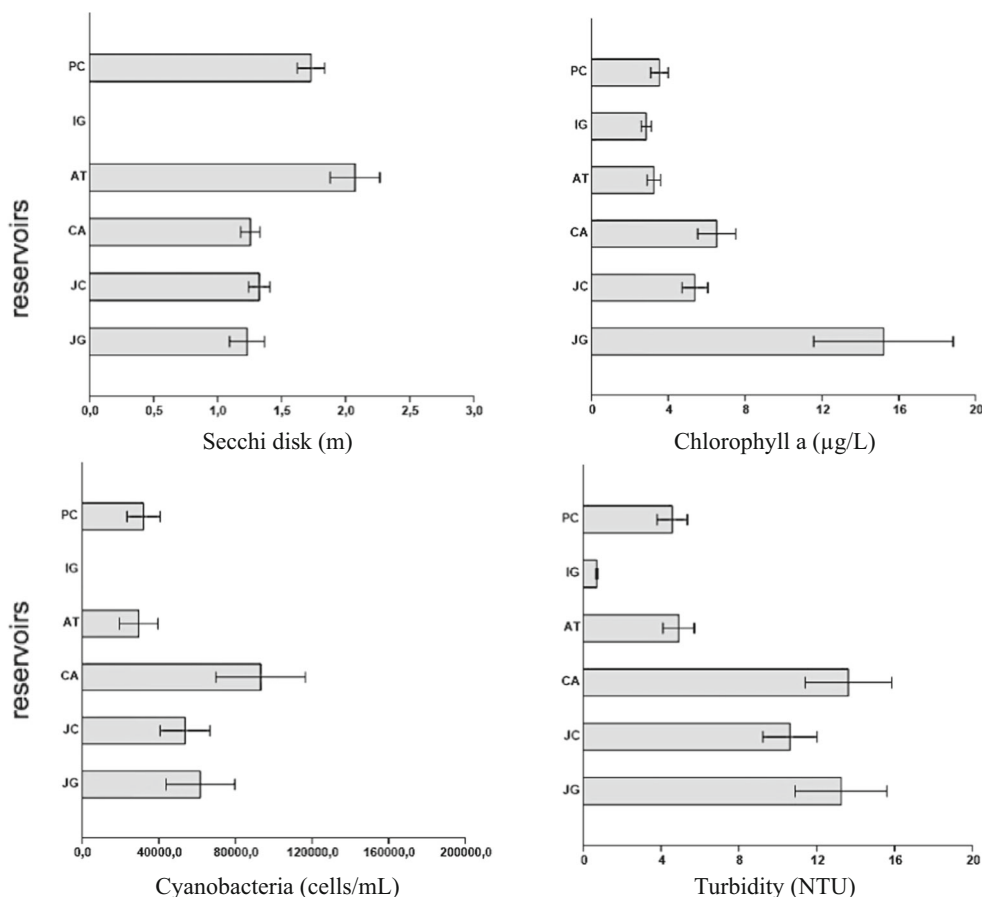 PC
IG
AT
CA
JC
JG
reservoirs
0,0 0,5 1,0 1,5 2,0 2,5 3,0
Secchi disk (m)
PC
IG
AT
CA
JC
JG
0 4 8 12 16 20
Chlorophyll a (µg/L)
PC
IG
AT
CA
JC
JG
reservoirs
0,0 40000,0 80000,0 120000,0 160000,0 200000,0
Cyanobacteria (cells/mL)
PC
IG
AT
CA
JC
JG
0 4 8 12 16 20
Turbidity (NTU)